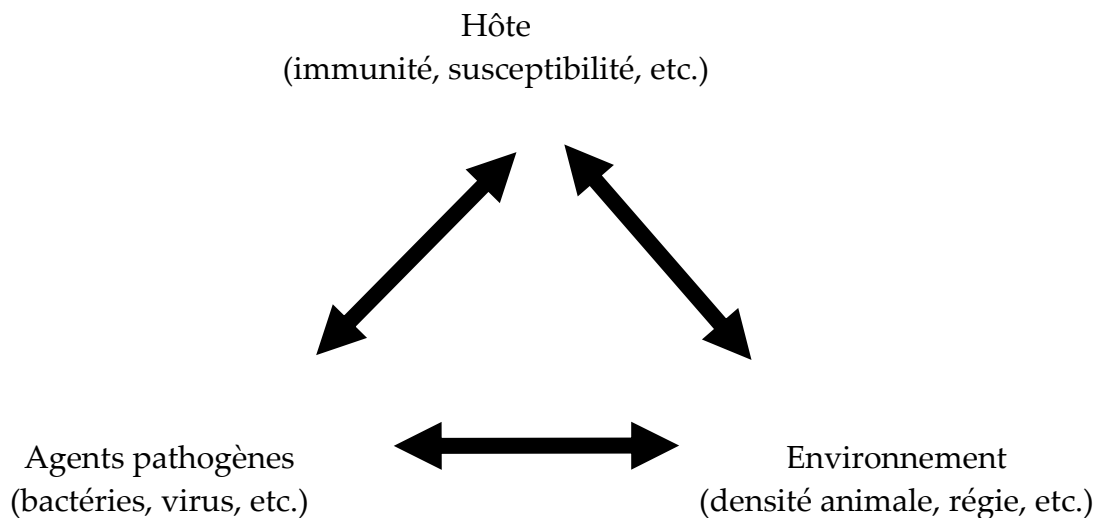 Hôte
(immunité, susceptibilité, etc.)
Agents pathogènes
(bactéries, virus, etc.)
Environnement
(densité animale, régie, etc.)